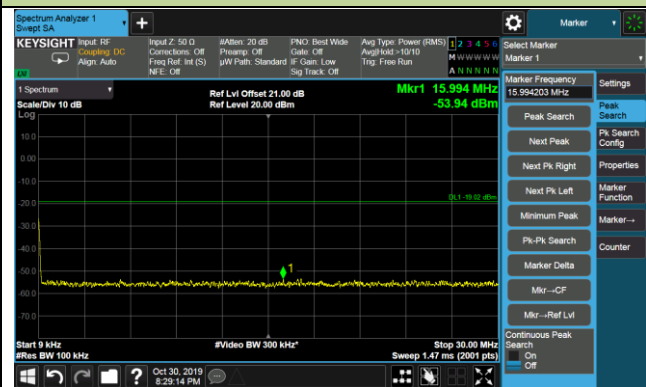 Spectrum Analyzer 1
Swept SA
Marker
KEYSIGHT
Input: RF
Coupling: DC
Align: Auto
Input Z: 50 Ω
Corrections: Off
Freq Ref: Int (S)
NFE: Off
#Atten: 20 dB
Preamp: Off
µW Path: Standard
PNO: Best Wide
Gate: Off
IF Gain: Low
Sig Track: Off
Avg Type: Power (RMS)
Avg|Hold:>10/10
Trig: Free Run
1 2 3 4 5 6
M W W W W W
A N N N N N
Select Marker
Marker 1
1 Spectrum
Scale/Div 10 dB
Log
Ref Lvl Offset 21.00 dB
Ref Level 20.00 dBm
Mkr1 15.994 MHz
-53.94 dBm
10.0
0.00
-10.0
-20.0
-30.0
-40.0
-50.0
-60.0
-70.0
DL1 -19.02 dBm
1
Start 9 kHz
#Res BW 100 kHz
#Video BW 300 kHz*
Stop 30.00 MHz
Sweep 1.47 ms (2001 pts)
Marker Frequency
15.994203 MHz
Peak Search
Next Peak
Next Pk Right
Next Pk Left
Minimum Peak
Pk-Pk Search
Marker Delta
Mkr→CF
Mkr→Ref Lvl
Continuous Peak
Search
On
Off
Settings
Peak
Search
Pk Search
Config
Properties
Marker
Function
Marker→
Counter
Oct 30, 2019
8:29:14 PM